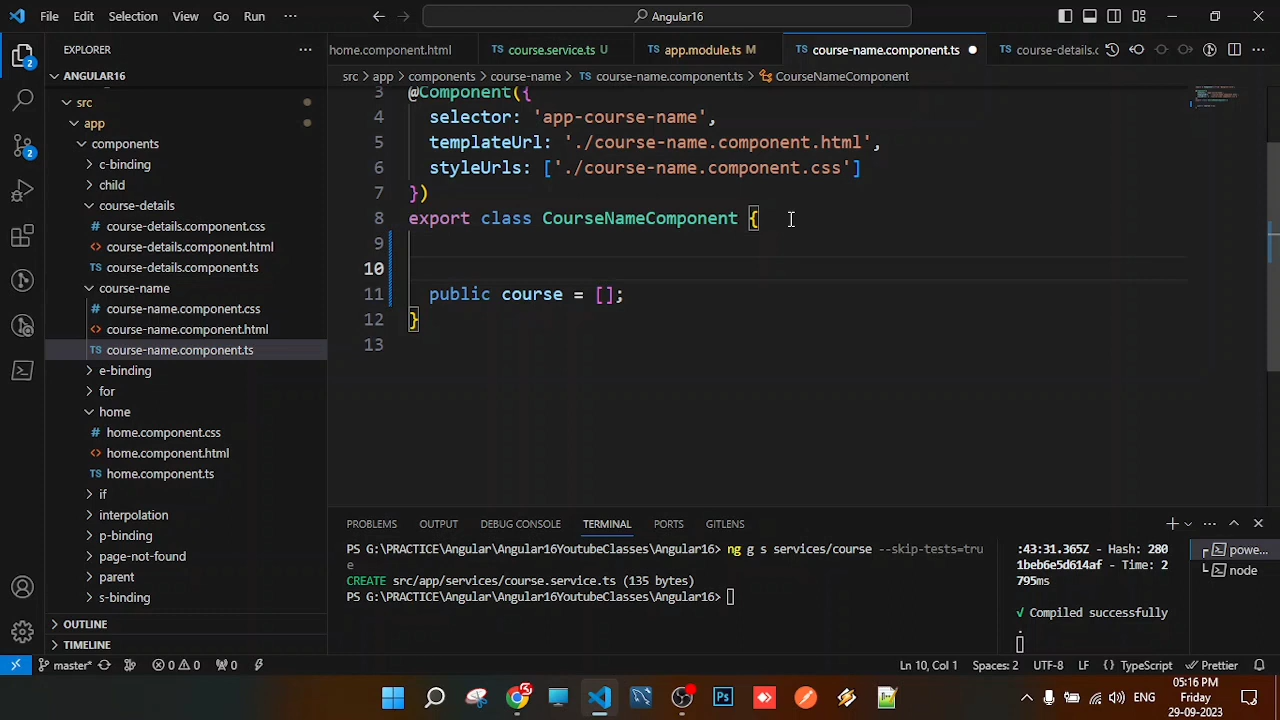 File Edit Selection View Go Run ··· Angular16
EXPLORER ···
home.component.html course.service.ts U app.module.ts M course-name.component.ts course-details.c
ANGULAR16
src > app > components > course-name > TS course-name.component.ts > CourseNameComponent
src
app
components
c-binding
child
course-details
# course-details.component.css
<> course-details.component.html
TS course-details.component.ts
course-name
# course-name.component.css
<> course-name.component.html
TS course-name.component.ts
e-binding
for
home
# home.component.css
<> home.component.html
TS home.component.ts
if
interpolation
p-binding
page-not-found
parent
s-binding
OUTLINE
TIMELINE
3 @Component({
4 selector: 'app-course-name',
5 templateUrl: './course-name.component.html',
6 styleUrls: ['./course-name.component.css']
7 })
8 export class CourseNameComponent {
9
10
11 public course = [];
12 }
13
PROBLEMS OUTPUT DEBUG CONSOLE TERMINAL PORTS GITLENS
PS G:\PRACTICE\Angular\Angular16YoutubeClasses\Angular16> ng g s services/course --skip-tests=tru
e
CREATE src/app/services/course.service.ts (135 bytes)
PS G:\PRACTICE\Angular\Angular16YoutubeClasses\Angular16>
:43:31.365Z - Hash: 280
1beb6e5d614af - Time: 2
795ms
√ Compiled successfully
.
powe...
node
master* 0 0 0 Ln 10, Col 1 Spaces: 2 UTF-8 LF {} TypeScript Prettier
ENG
05:16 PM
Friday
29-09-2023